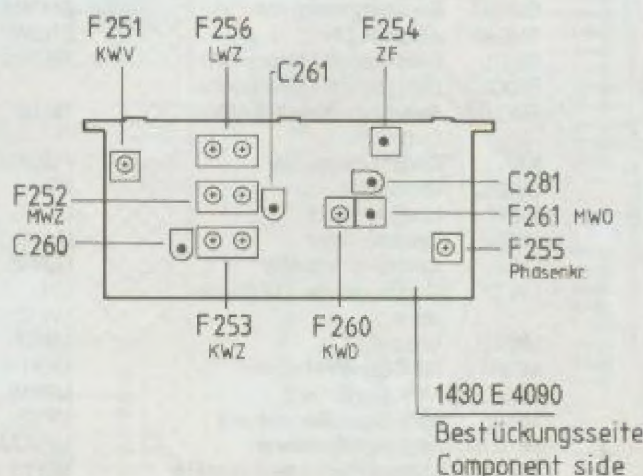 F251 F256 F254
KWV LWZ ZF
C261
C281
F252
MWZ
F261 MWO
C260
F255
Phasenkr.
F253 F260
KWZ KWO
1430 E 4090
Bestückungsseite
Component side